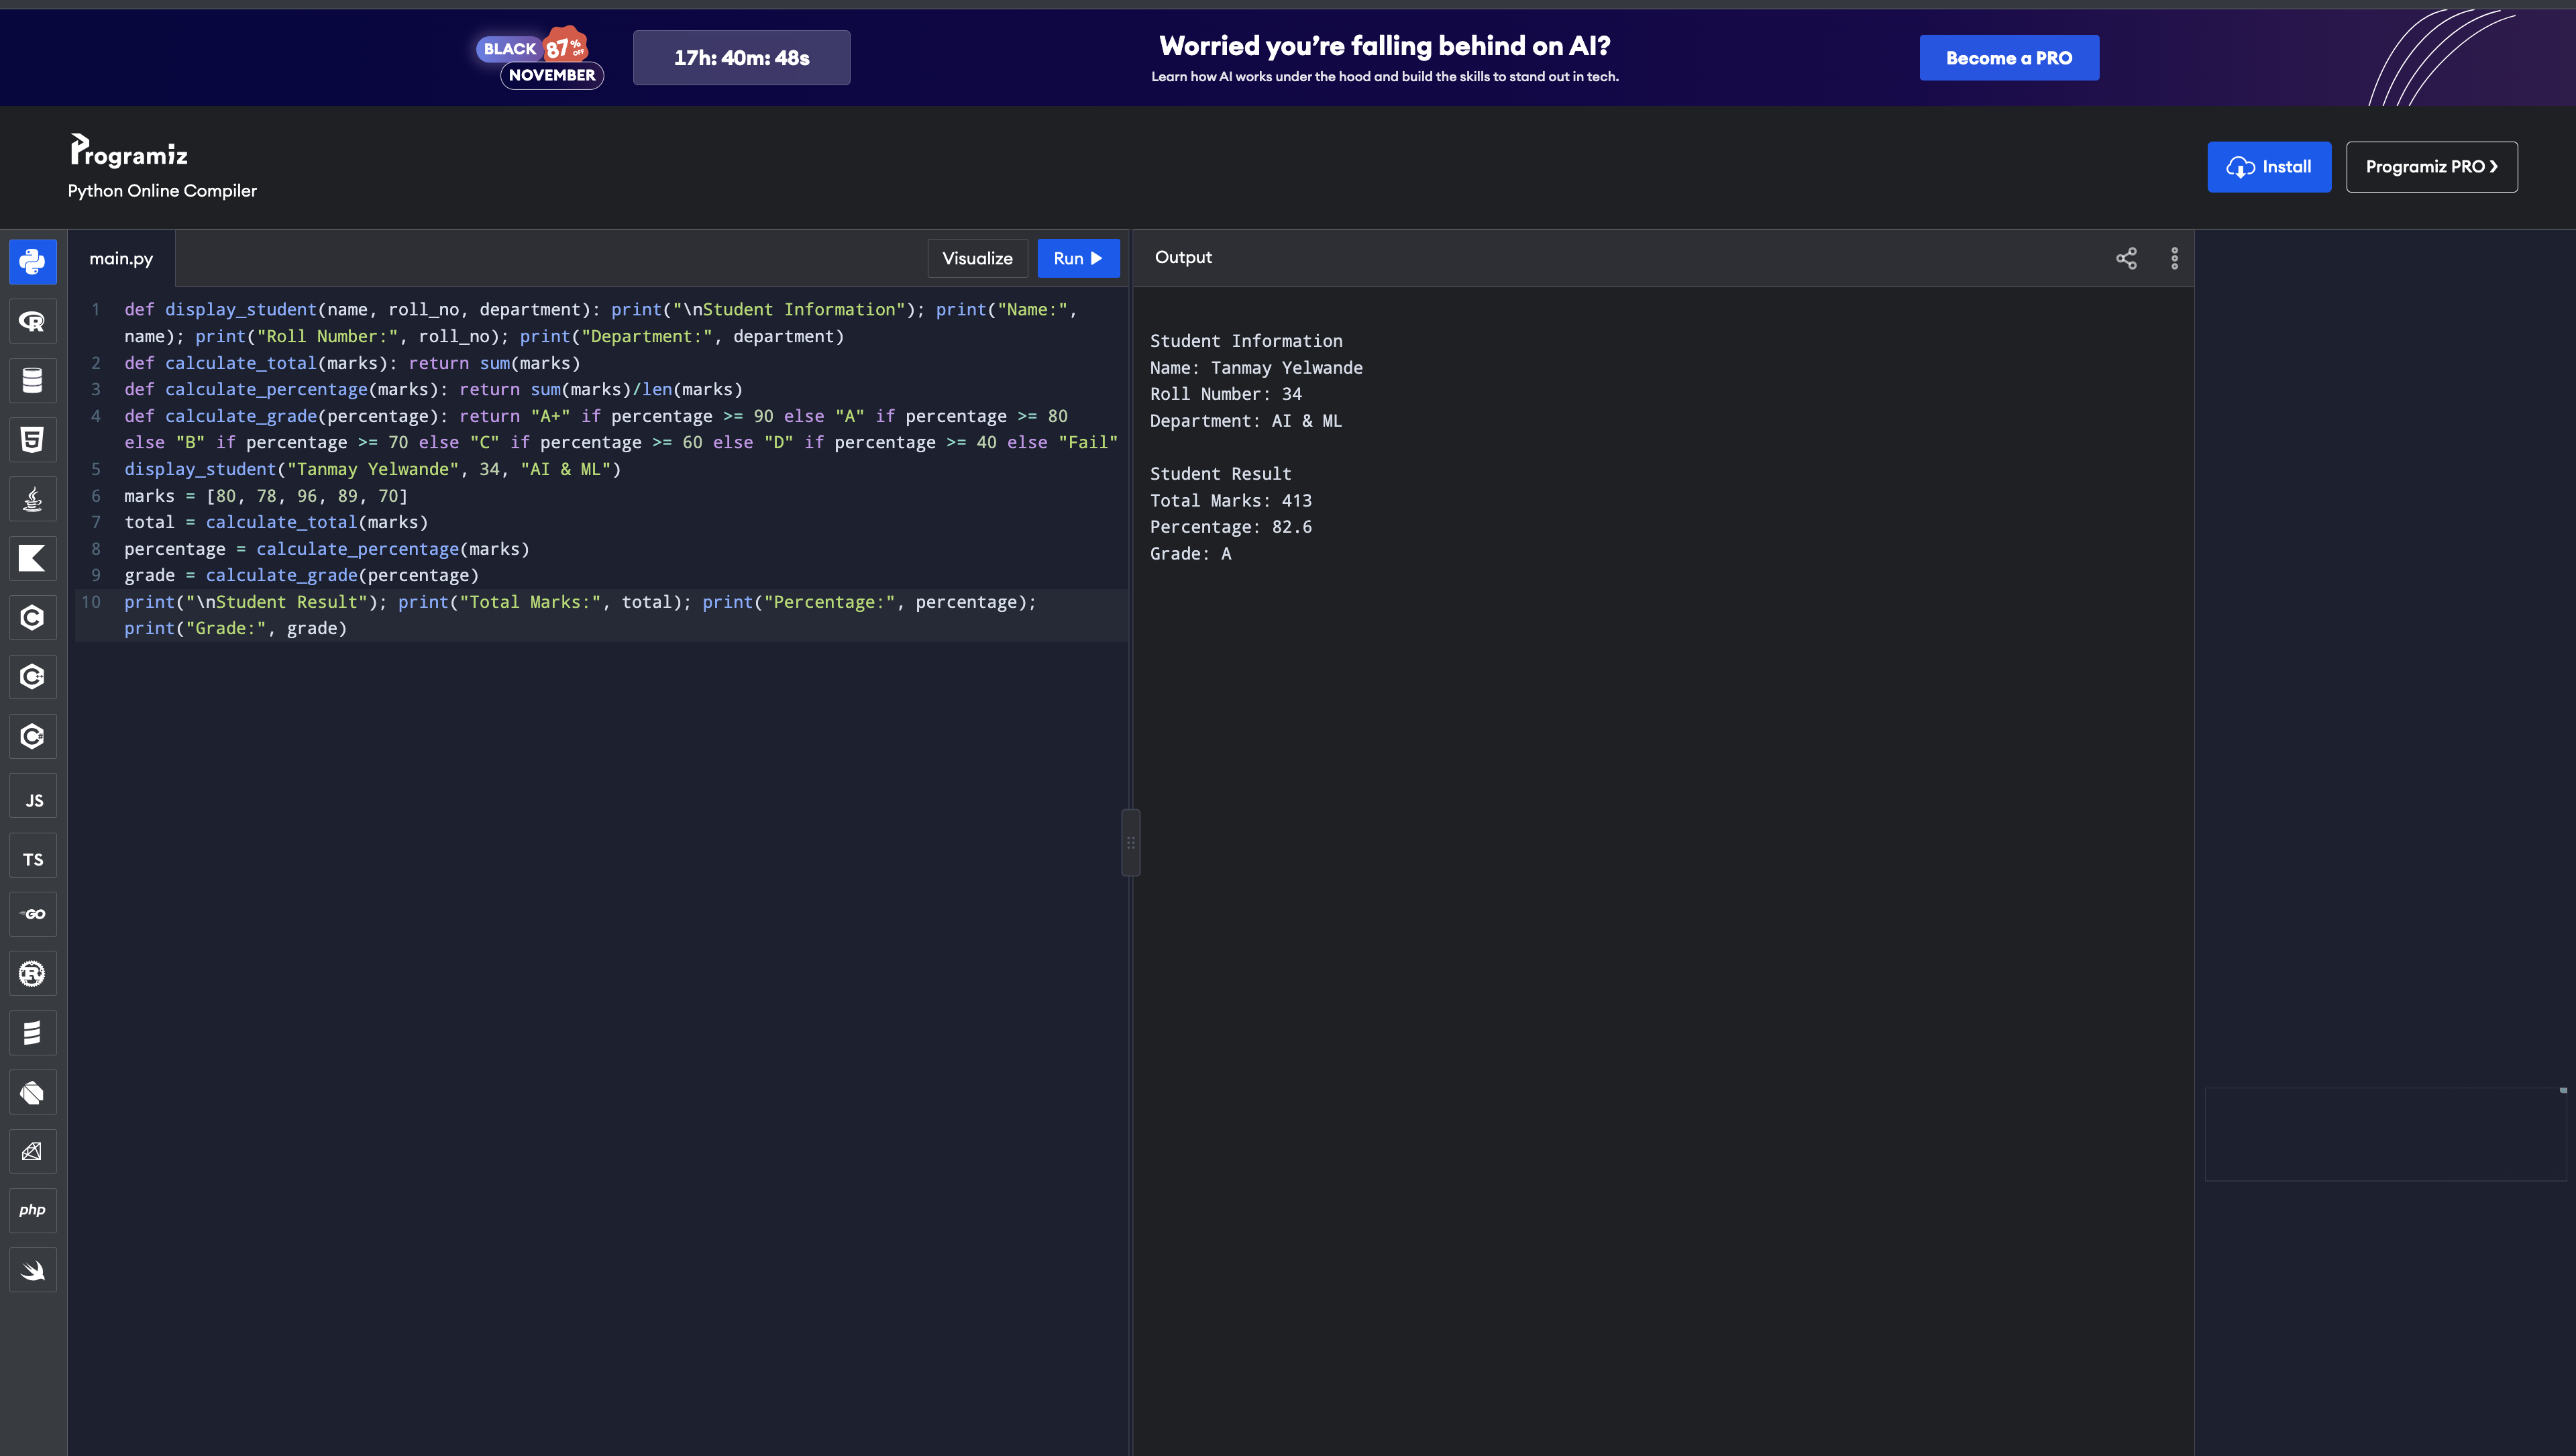 BLACK 87% OFF
NOVEMBER
17h: 40m: 48s
Worried you’re falling behind on AI?
Learn how AI works under the hood and build the skills to stand out in tech.
Become a PRO
Programiz
Python Online Compiler
Install
Programiz PRO ❯
main.py
Visualize
Run
Output
1 def display_student(name, roll_no, department): print("\nStudent Information"); print("Name:",
name); print("Roll Number:", roll_no); print("Department:", department)
2 def calculate_total(marks): return sum(marks)
3 def calculate_percentage(marks): return sum(marks)/len(marks)
4 def calculate_grade(percentage): return "A+" if percentage >= 90 else "A" if percentage >= 80
else "B" if percentage >= 70 else "C" if percentage >= 60 else "D" if percentage >= 40 else "Fail"
5 display_student("Tanmay Yelwande", 34, "AI & ML")
6 marks = [80, 78, 96, 89, 70]
7 total = calculate_total(marks)
8 percentage = calculate_percentage(marks)
9 grade = calculate_grade(percentage)
10 print("\nStudent Result"); print("Total Marks:", total); print("Percentage:", percentage);
print("Grade:", grade)
Student Information
Name: Tanmay Yelwande
Roll Number: 34
Department: AI & ML
Student Result
Total Marks: 413
Percentage: 82.6
Grade: A
R
5
C
C
C
JS
TS
GO
R
php